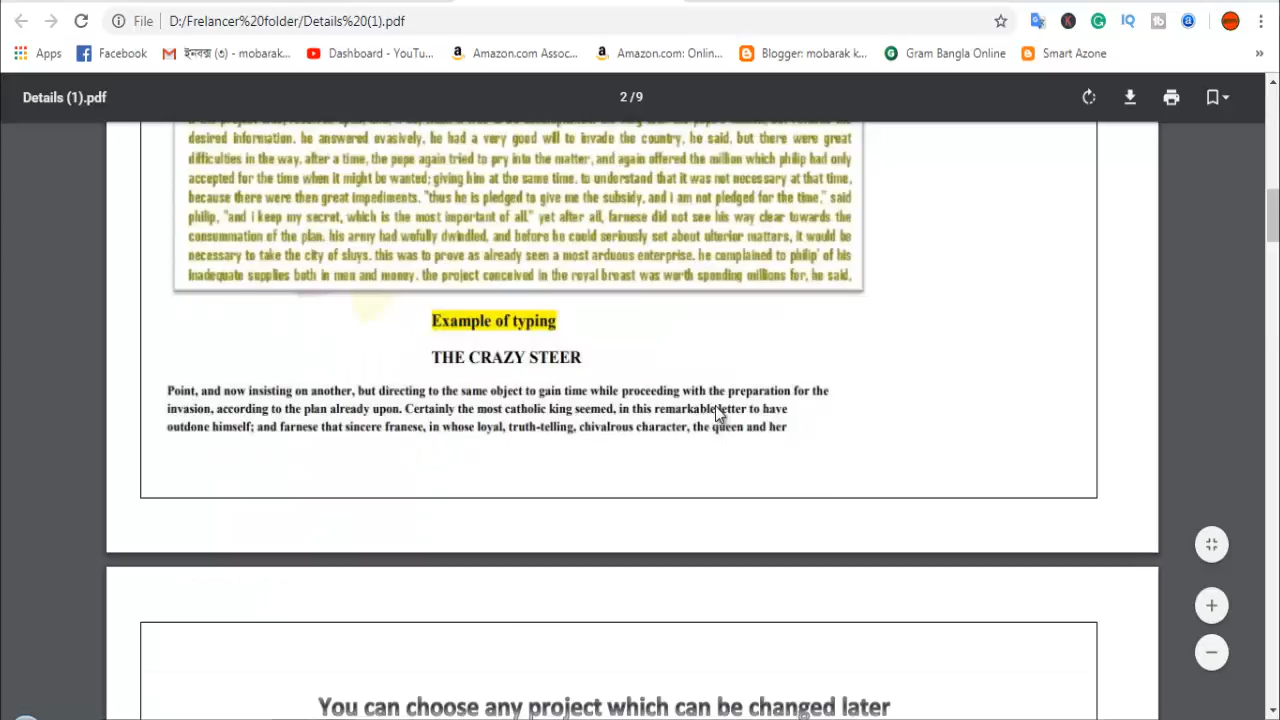 File
D:/Frelancer%20folder/Details%20(1).pdf
Apps
Facebook
ইনবক্স (৩) - mobarak...
Dashboard - YouTu...
Amazon.com Assoc...
Amazon.com: Onlin...
Blogger: mobarak k...
Gram Bangla Online
Smart Azone
»
Details (1).pdf
2 / 9
desired information. he answered evasively, he had a very good will to invade the country, he said, but there were great
difficulties in the way, after a time, the pepe again tried to pry into the matter, and again offered the million which philip had only
accepted for the time when it might be wanted; giving him at the same time. to understand that it was not necessary at that time,
because there were then great impediments. "thus he is pledged to give me the subsidy, and i am not pledged for the time," said
philip, "and i keep my secret, which is the most important of all." yet after all, farnese did not see his way clear towards the
consummation of the plan. his army had wofully dwindled, and before he could seriously set about ulterior matters, it would be
necessary to take the city of sluys. this was to prove as already seen a most arduous enterprise. he complained to philip' of his
inadequate supplies both in men and money. the project conceived in the royal breast was worth spending millions for, he said,
Example of typing
THE CRAZY STEER
Point, and now insisting on another, but directing to the same object to gain time while proceeding with the preparation for the
invasion, according to the plan already upon. Certainly the most catholic king seemed, in this remarkable letter to have
outdone himself; and farnese that sincere franese, in whose loyal, truth-telling, chivalrous character, the queen and her
You can choose any project which can be changed later